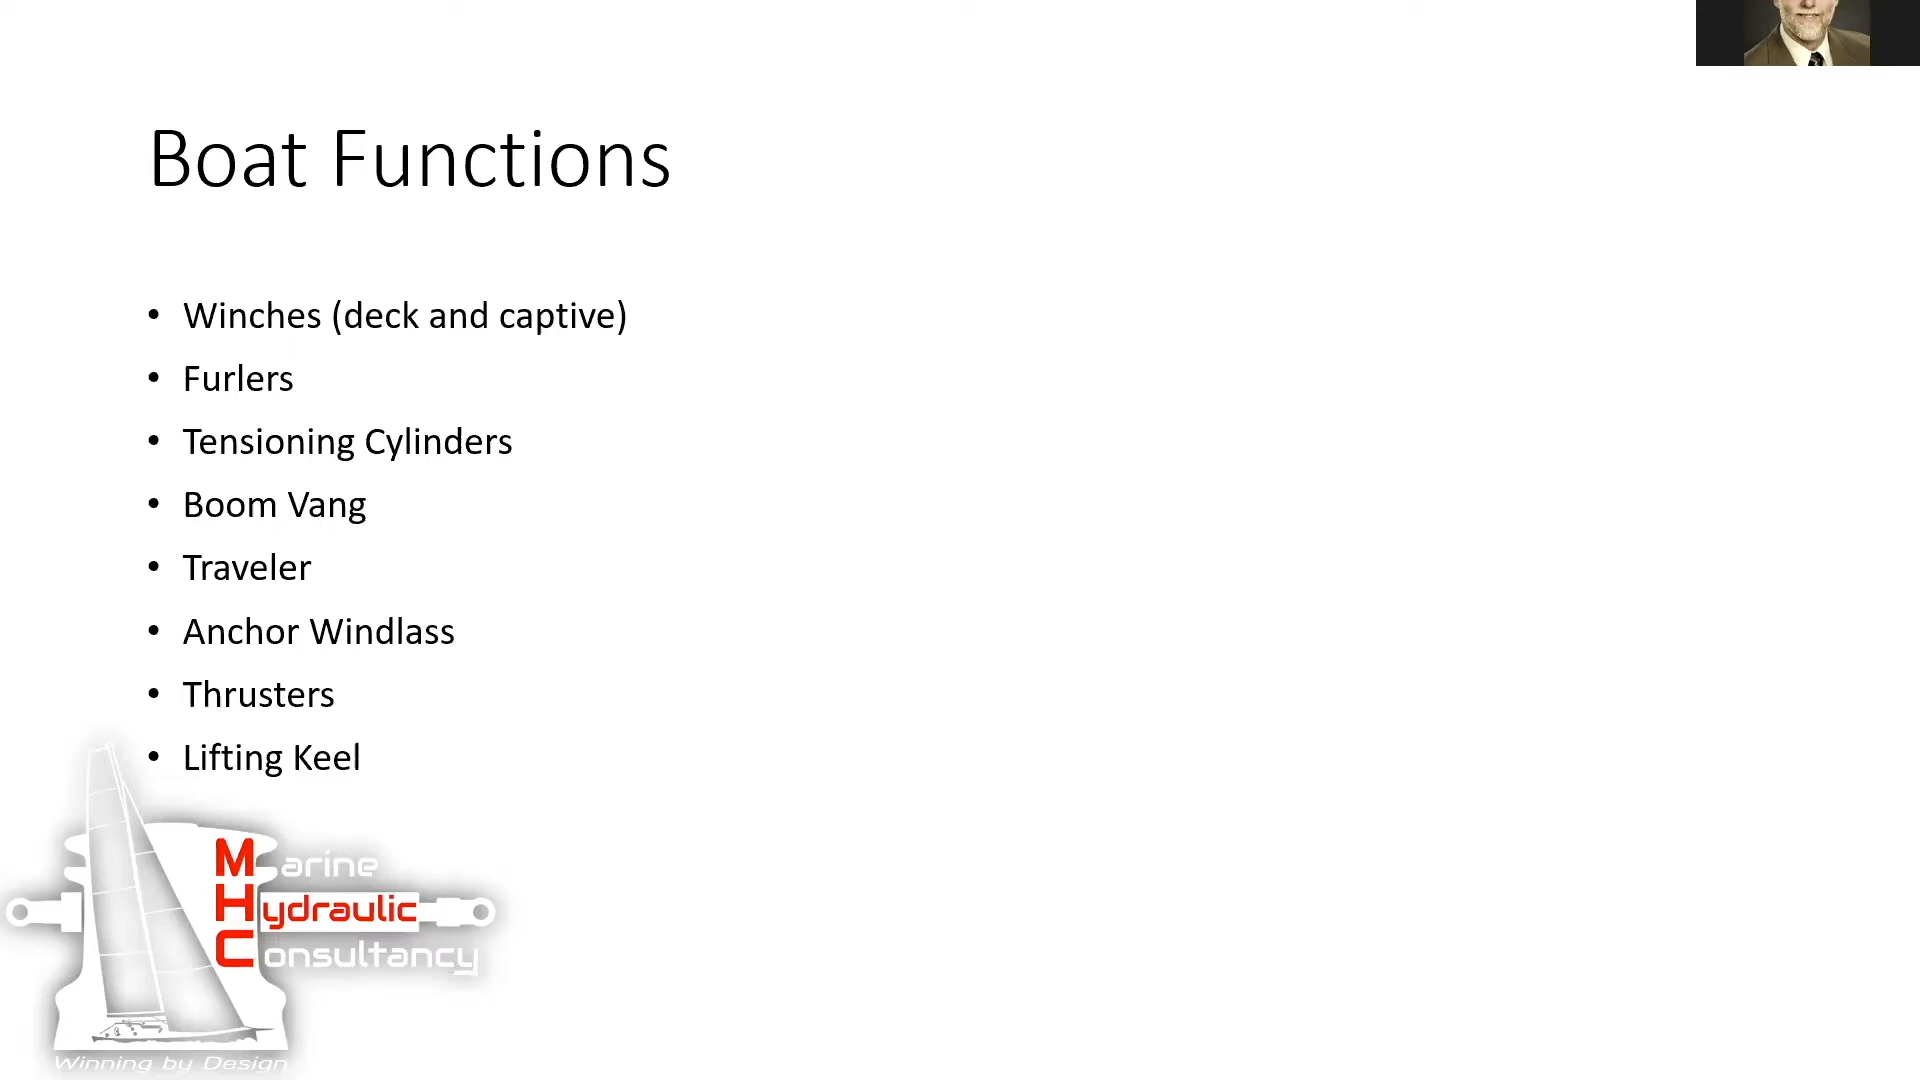 Boat Functions
• Winches (deck and captive)
• Furlers
• Tensioning Cylinders
• Boom Vang
• Traveler
• Anchor Windlass
• Thrusters
• Lifting Keel
Marine
Hydraulic
Consultancy
Winning by Design